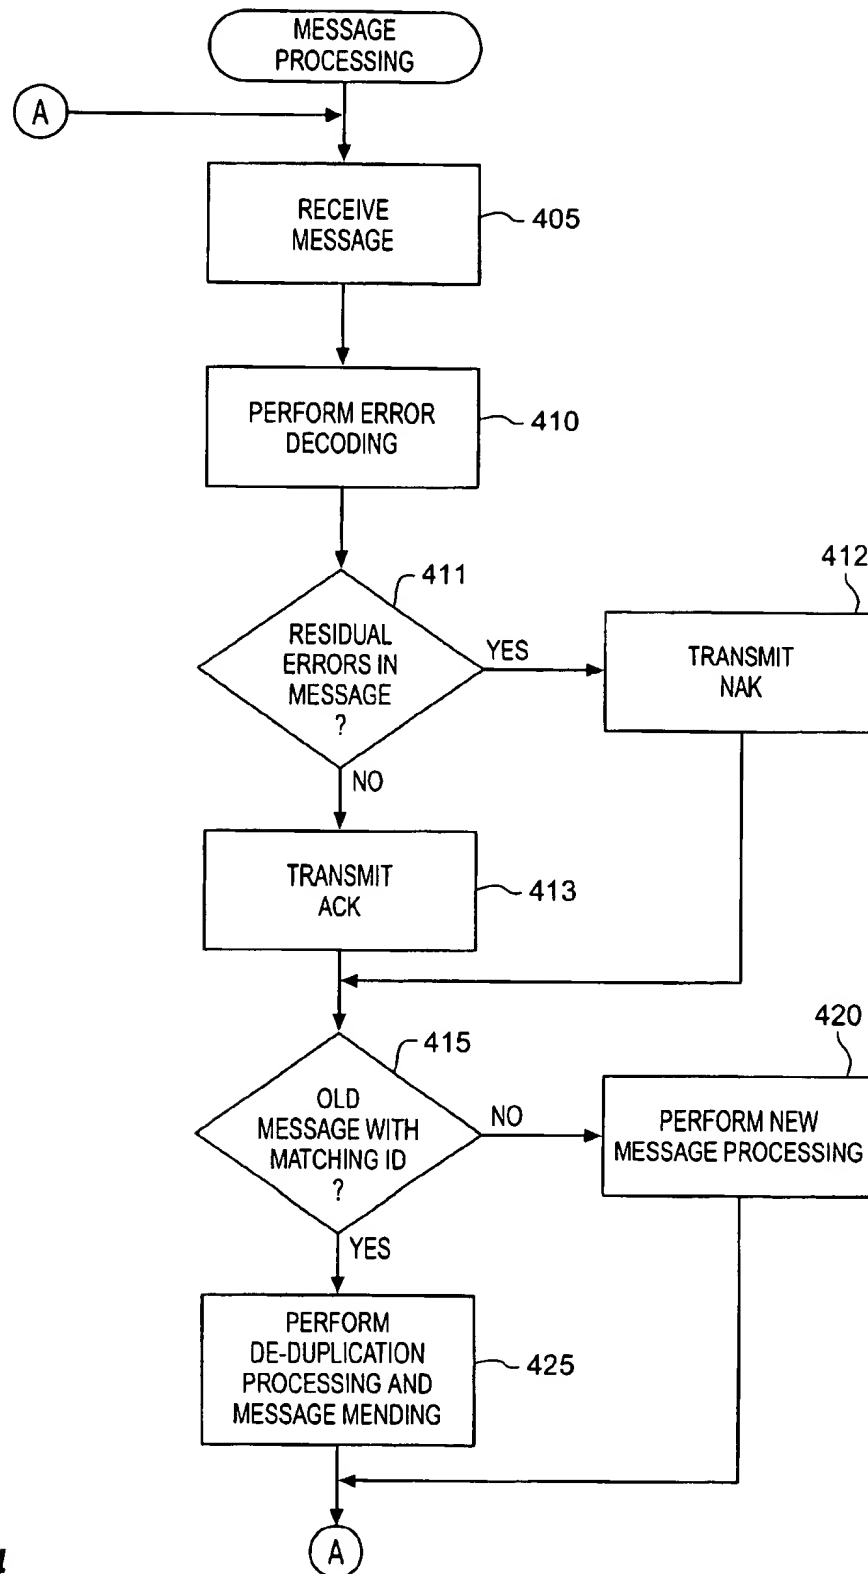 MESSAGE
PROCESSING
A
RECEIVE
MESSAGE
405
PERFORM ERROR
DECODING
410
411
412
RESIDUAL
ERRORS IN
MESSAGE
?
YES
TRANSMIT
NAK
NO
TRANSMIT
ACK
413
415
420
OLD
MESSAGE WITH
MATCHING ID
?
NO
PERFORM NEW
MESSAGE PROCESSING
YES
PERFORM
DE-DUPLICATION
PROCESSING AND
MESSAGE MENDING
425
A